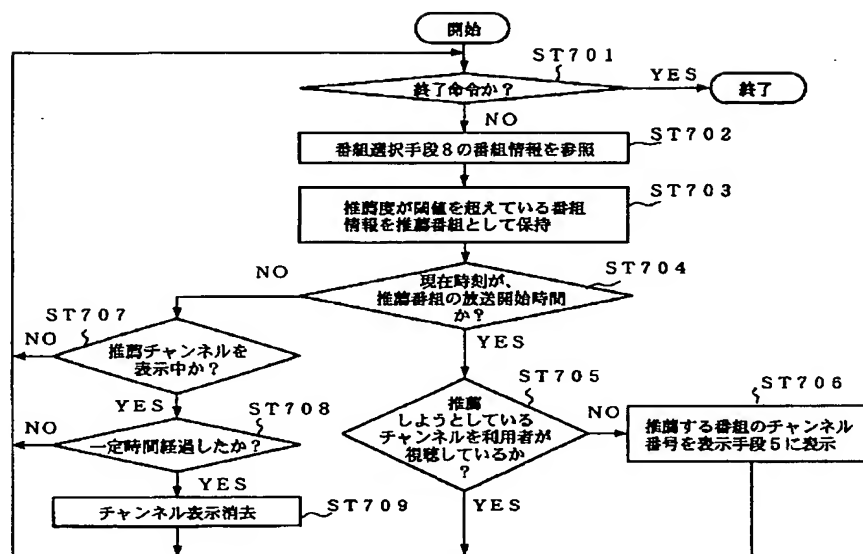 開始
ST701
終了命令か?
YES
終了
NO
ST702
番組選択手段8の番組情報を参照
ST703
推薦度が閾値を超えている番組
情報を推薦番組として保持
ST704
現在時刻が、
推薦番組の放送開始時間
か?
NO
YES
ST707
推薦チャンネルを
表示中か?
NO
YES
ST708
一定時間経過したか?
NO
YES
チャンネル表示消去
ST709
ST705
推薦
しようとしている
チャンネルを利用者が
視聴しているか
?
NO
YES
ST706
推薦する番組のチャンネル
番号を表示手段5に表示